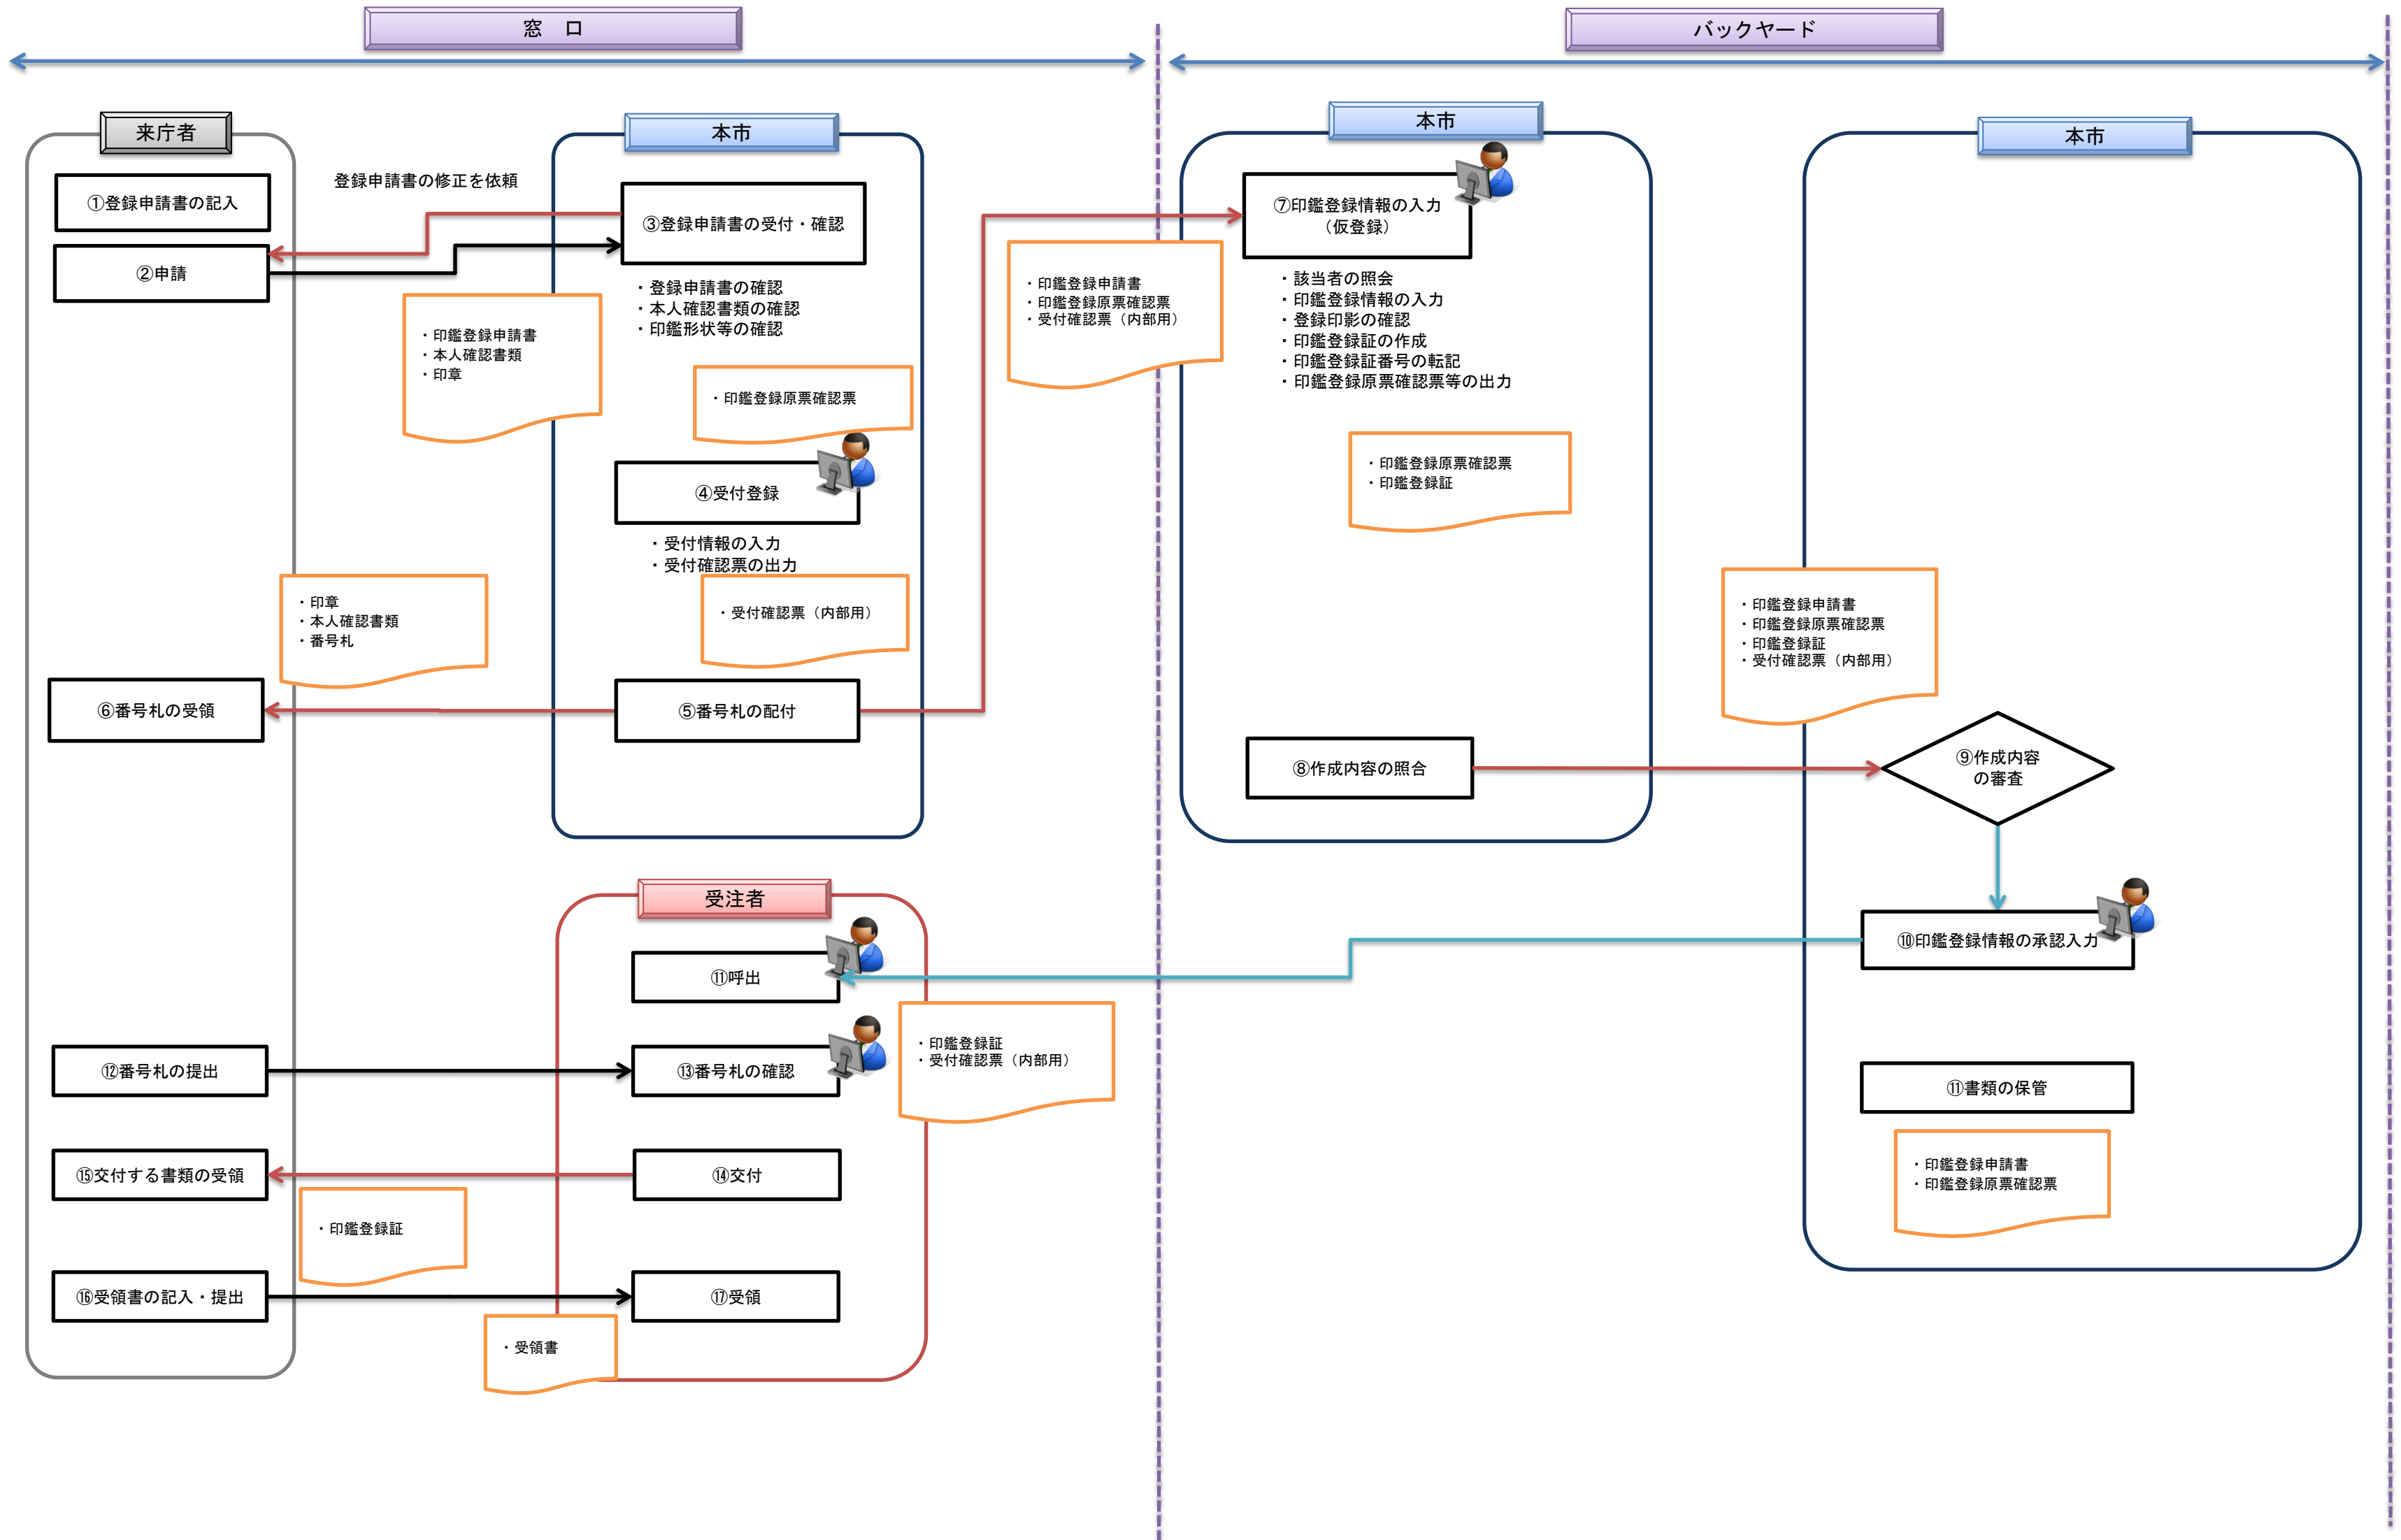 窓　口
バックヤード
来庁者
①登録申請書の記入
②申請
登録申請書の修正を依頼
・印鑑登録申請書
・本人確認書類
・印章
本市
③登録申請書の受付・確認
・登録申請書の確認
・本人確認書類の確認
・印鑑形状等の確認
・印鑑登録原票確認票
④受付登録
・受付情報の入力
・受付確認票の出力
・受付確認票（内部用）
⑤番号札の配付
・印章
・本人確認書類
・番号札
⑥番号札の受領
・印鑑登録申請書
・印鑑登録原票確認票
・受付確認票（内部用）
本市
⑦印鑑登録情報の入力
（仮登録）
・該当者の照会
・印鑑登録情報の入力
・登録印影の確認
・印鑑登録証の作成
・印鑑登録証番号の転記
・印鑑登録原票確認票等の出力
・印鑑登録原票確認票
・印鑑登録証
⑧作成内容の照合
本市
・印鑑登録申請書
・印鑑登録原票確認票
・印鑑登録証
・受付確認票（内部用）
⑨作成内容
の審査
⑩印鑑登録情報の承認入力
⑪書類の保管
・印鑑登録申請書
・印鑑登録原票確認票
受注者
⑪呼出
・印鑑登録証
・受付確認票（内部用）
⑫番号札の提出
⑬番号札の確認
⑮交付する書類の受領
⑭交付
・印鑑登録証
⑯受領書の記入・提出
⑰受領
・受領書